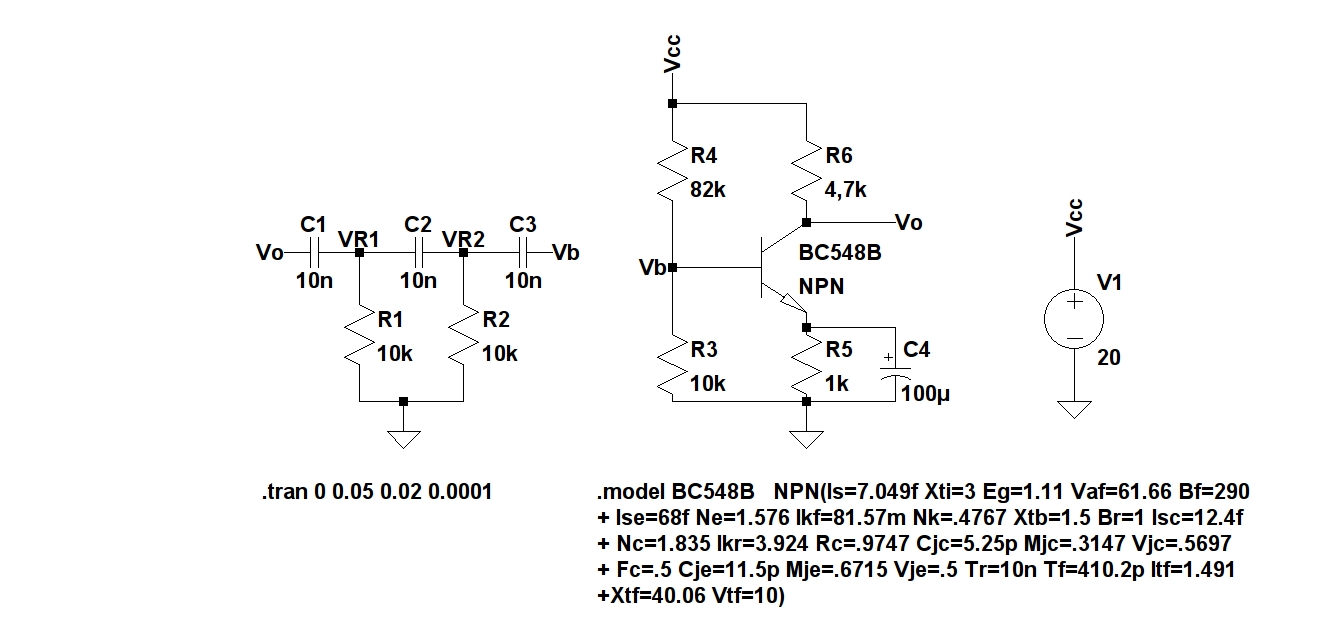 Vcc
R4
82k
R6
4,7k
Vo
C1
10n
VR1
C2
10n
VR2
C3
10n
Vb
Vb
BC548B
NPN
Vo
Vcc
V1
20
R1
10k
R2
10k
R3
10k
R5
1k
+
C4
100µ
.tran 0 0.05 0.02 0.0001
.model BC548B NPN(Is=7.049f Xti=3 Eg=1.11 Vaf=61.66 Bf=290
+ Ise=68f Ne=1.576 Ikf=81.57m Nk=.4767 Xtb=1.5 Br=1 Isc=12.4f
+ Nc=1.835 Ikr=3.924 Rc=.9747 Cjc=5.25p Mjc=.3147 Vjc=.5697
+ Fc=.5 Cje=11.5p Mje=.6715 Vje=.5 Tr=10n Tf=410.2p Itf=1.491
+Xtf=40.06 Vtf=10)